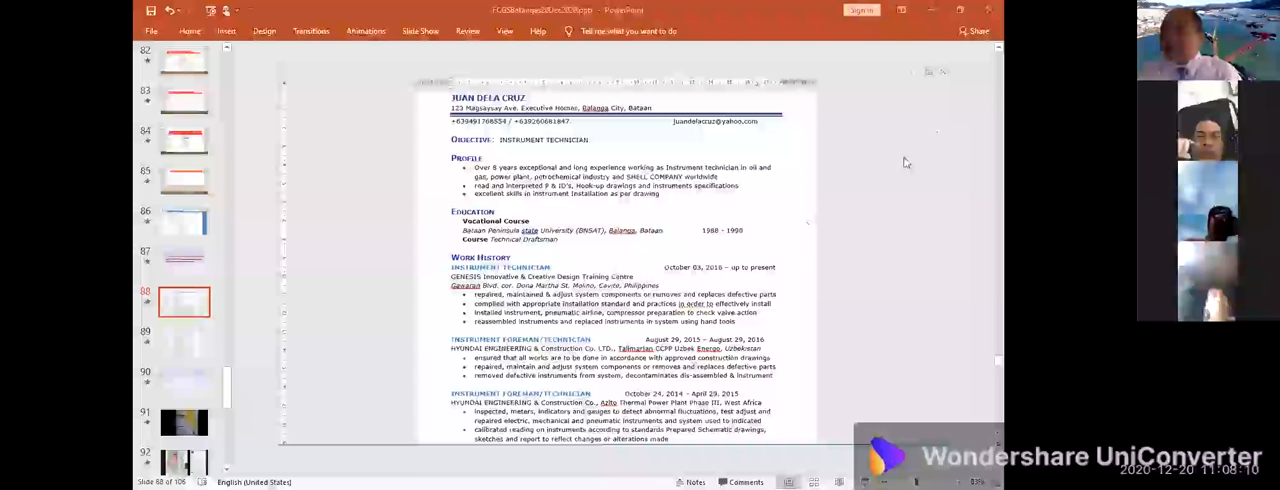 PowerPoint
Sign in
File Home Insert Design Transitions Animations Slide Show Review View Help Tell me what you want to do Share
82
83
84
85
86
87
88
89
90
91
92
JUAN DELA CRUZ
123 Magsaysay Ave. Executive Homes, Balanga City, Bataan
+639491768554 / +639260681847 juandelacruz@yahoo.com
OBJECTIVE: INSTRUMENT TECHNICIAN
PROFILE
Over 6 years exceptional and long experience working as Instrument technician in oil and
gas, power plant, petrochemical industry and SHELL COMPANY worldwide
read and interpreted P & ID's, Hook-up drawings and instruments specifications
excellent skills in instrument Installation as per drawing
EDUCATION
Vocational Course
Bataan Peninsula state University (BNSAT), Balanga, Bataan 1988 - 1990
Course Technical Draftsman
WORK HISTORY
INSTRUMENT TECHNICIAN October 03, 2016 – up to present
GENESIS Innovative & Creative Design Training Centre
Gawaran Blvd. cor. Dona Martha St. Molino, Cavite, Philippines
repaired, maintained & adjust system components or removes and replaces defective parts
complied with appropriate installation standard and practices in order to effectively install
installed instrument, pneumatic airline, compressor preparation to check valve action
reassembled instruments and replaced instruments in system using hand tools
INSTRUMENT FOREMAN/TECHNICIAN August 29, 2015 – August 29, 2016
HYUNDAI ENGINEERING & Construction Co. LTD., Talimarjan CCPP Uzbek Energo, Uzbekistan
ensured that all works are to be done in accordance with approved construction drawings
repaired, maintain and adjust system components or removes and replaces defective parts
removed defective instruments from system, decontaminates dis-assembled & instrument
INSTRUMENT FOREMAN/TECHNICIAN October 24, 2014 – April 29, 2015
HYUNDAI ENGINEERING & Construction Co., Azito Thermal Power Plant Phase III, West Africa
inspected, meters, indicators and gauges to detect abnormal fluctuations, test adjust and
repaired electric, mechanical and pneumatic instruments and system used to indicated
calibrated reading on instruments according to standards Prepared Schematic drawings,
sketches and report to reflect changes or alterations made
Wondershare UniConverter
2020-12-20 11:08:10
Slide 88 of 106 English (United States) Notes Comments 83%